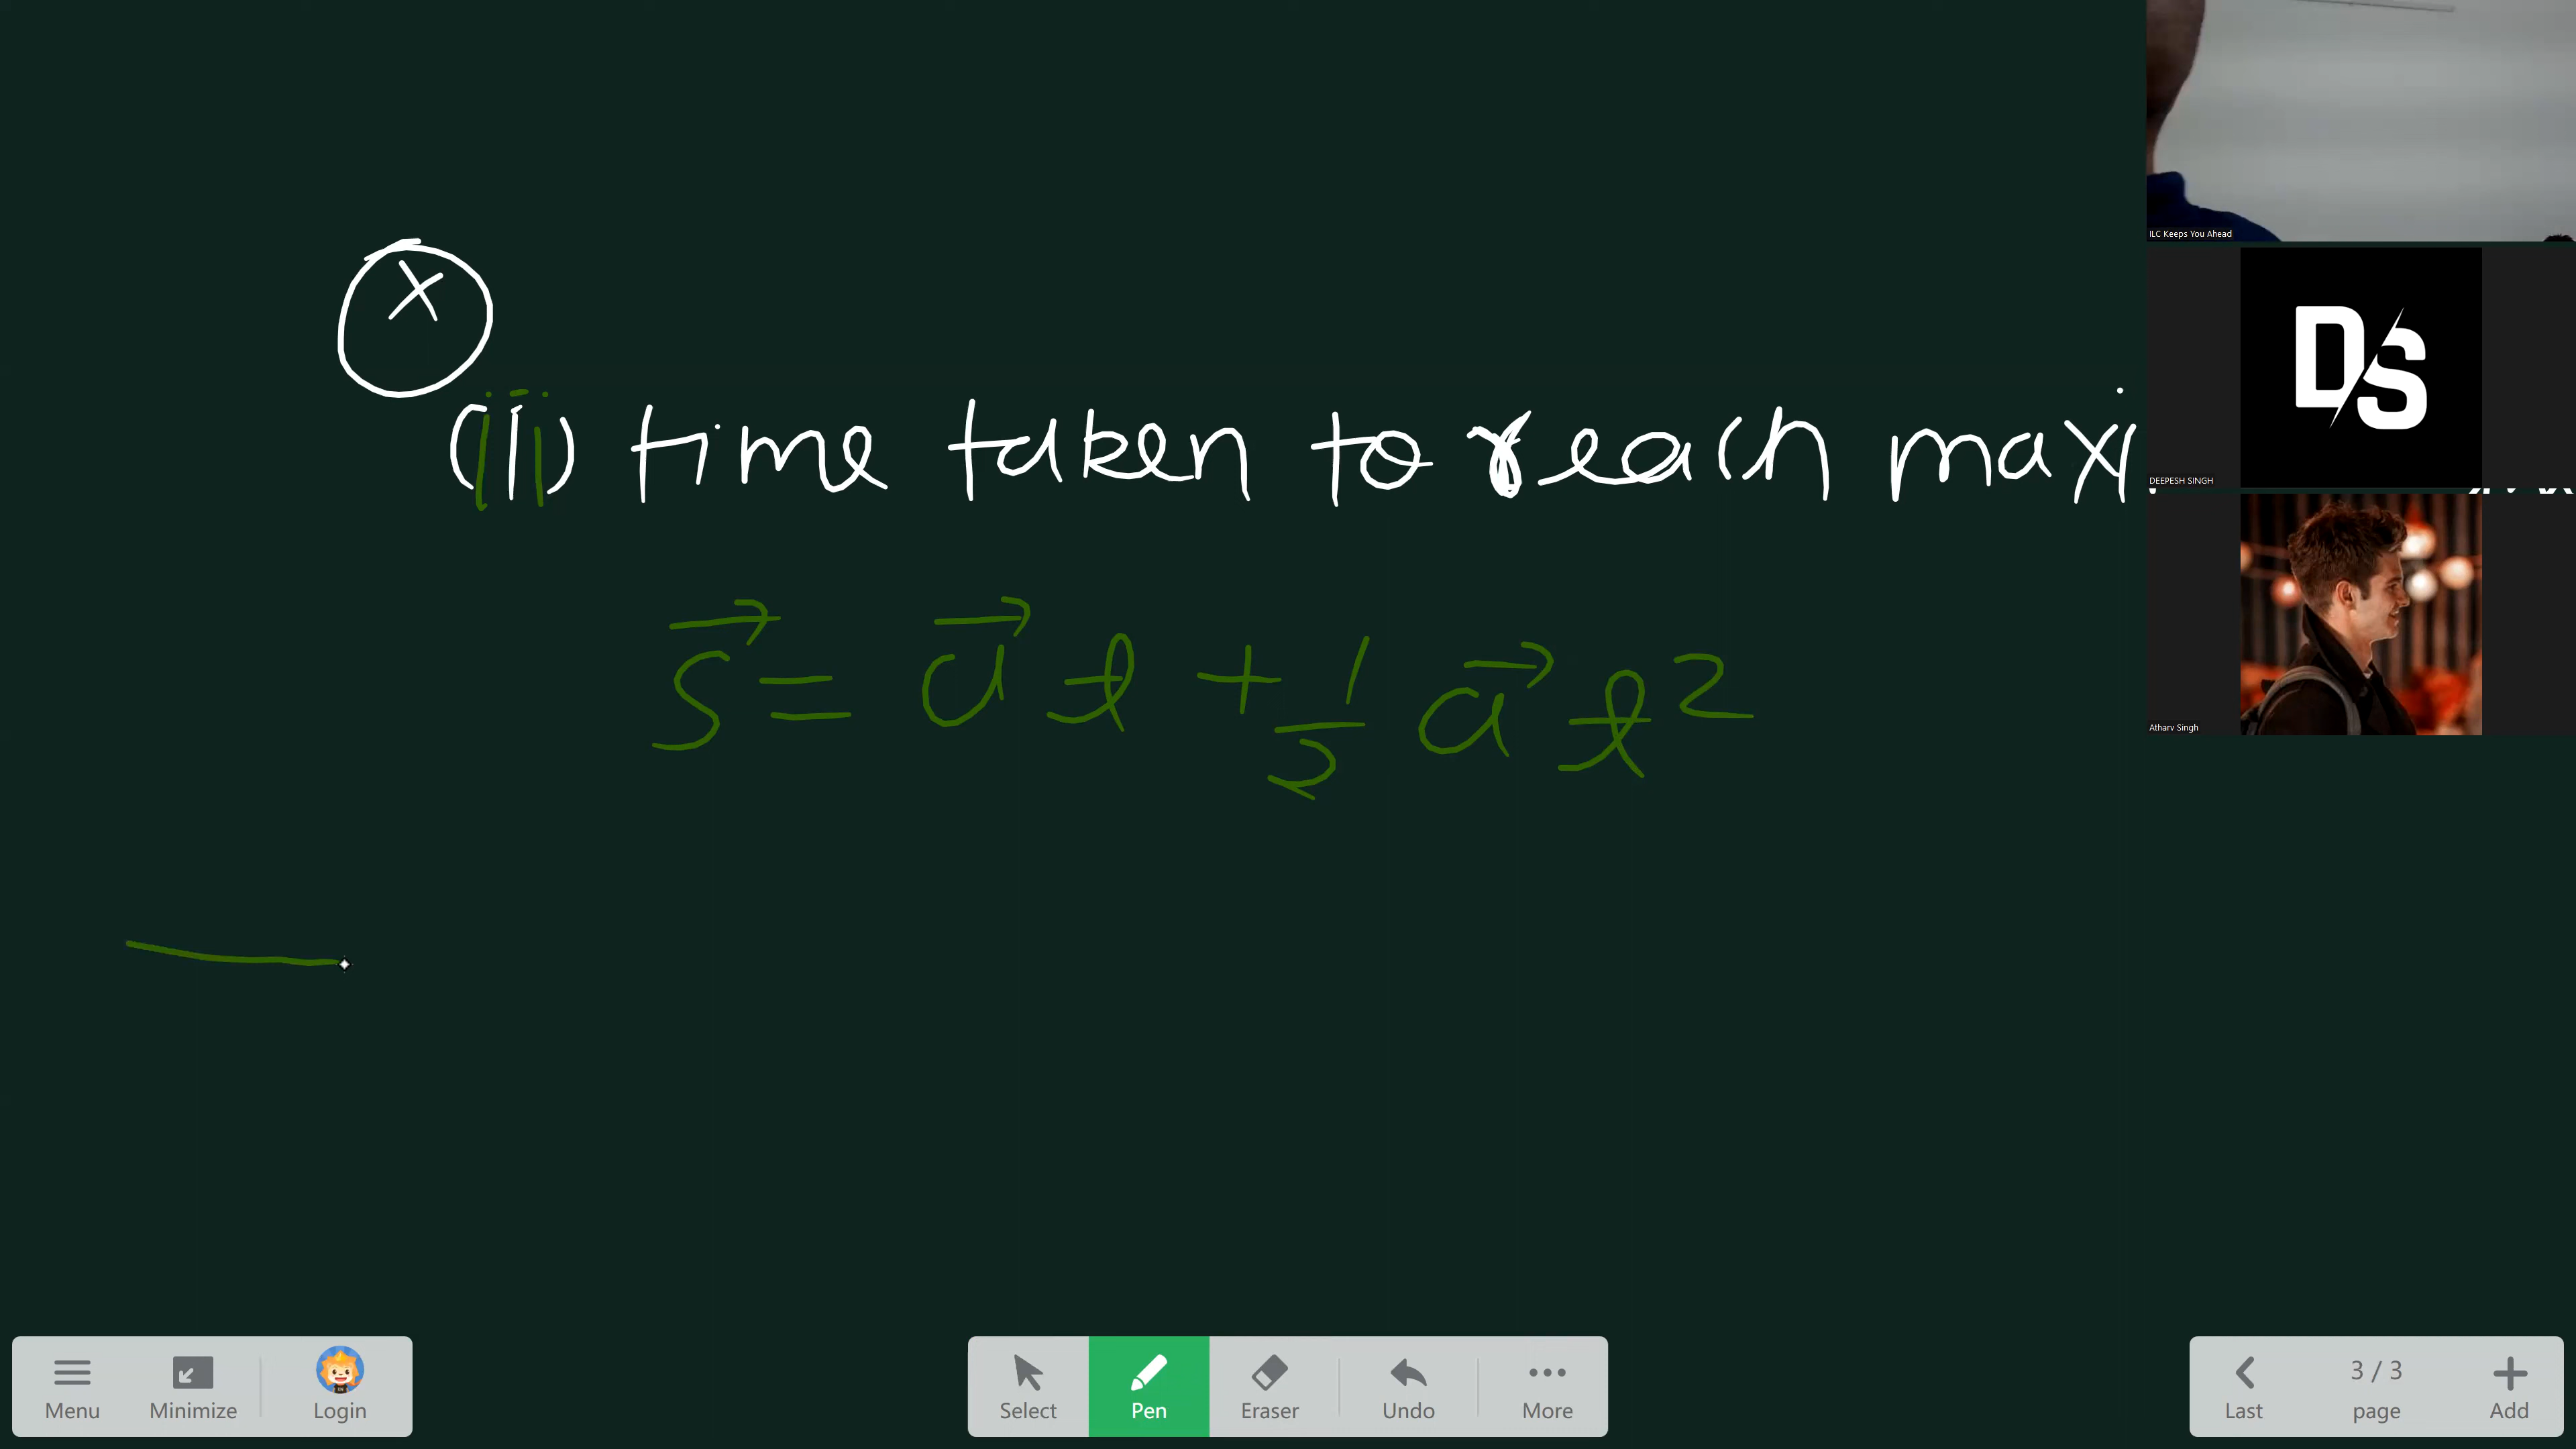 ILC Keeps You Ahead
X
(iii) time taken to reach maxi
DS
DEEPESH SINGH
s⃗ = u⃗ t + 1/2 a⃗ t²
Atharv Singh
Menu
Minimize
Login
Select
Pen
Eraser
Undo
More
Last
3 / 3
page
Add